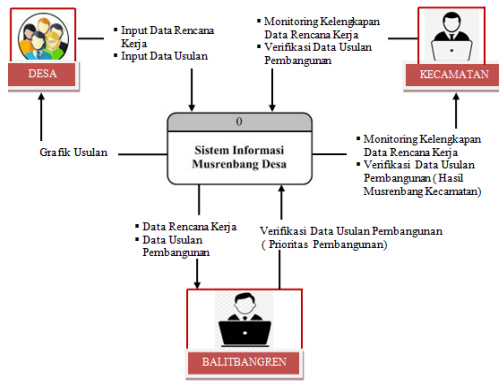 ▪ Input Data Rencana
Kerja
▪ Input Data Usulan
DESA
▪ Monitoring Kelengkapan
Data Rencana Kerja
▪ Verifikasi Data Usulan
Pembangunan
KECAMATAN
0
Sistem Informasi
Musrenbang Desa
Grafik Usulan
▪ Monitoring Kelengkapan
Data Rencana Kerja
▪ Verifikasi Data Usulan
Pembangunan ( Hasil
Musrenbang Kecamatan)
▪ Data Rencana Kerja
▪ Data Usulan
Pembangunan
Verifikasi Data Usulan Pembangunan
( Prioritas Pembangunan)
BALITBANGREN